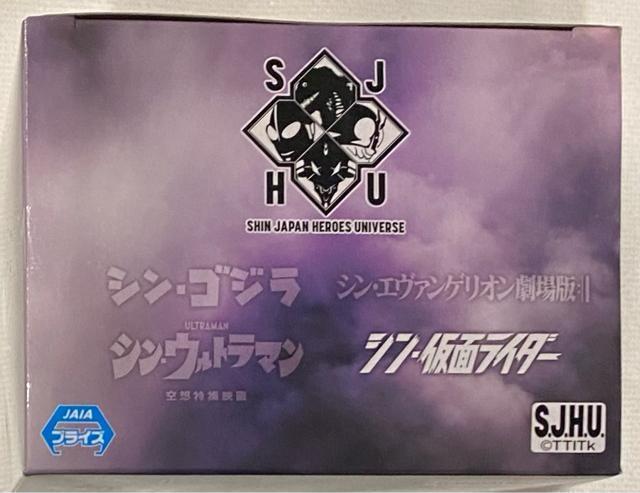 S J
H U
SHIN JAPAN HEROES UNIVERSE
シン・ゴジラ
シン・エヴァンゲリオン劇場版:||
ULTRAMAN
シン・ウルトラマン
空想特撮映画
シン・仮面ライダー
JAIA
プライズ
S.J.H.U.
©TTITk